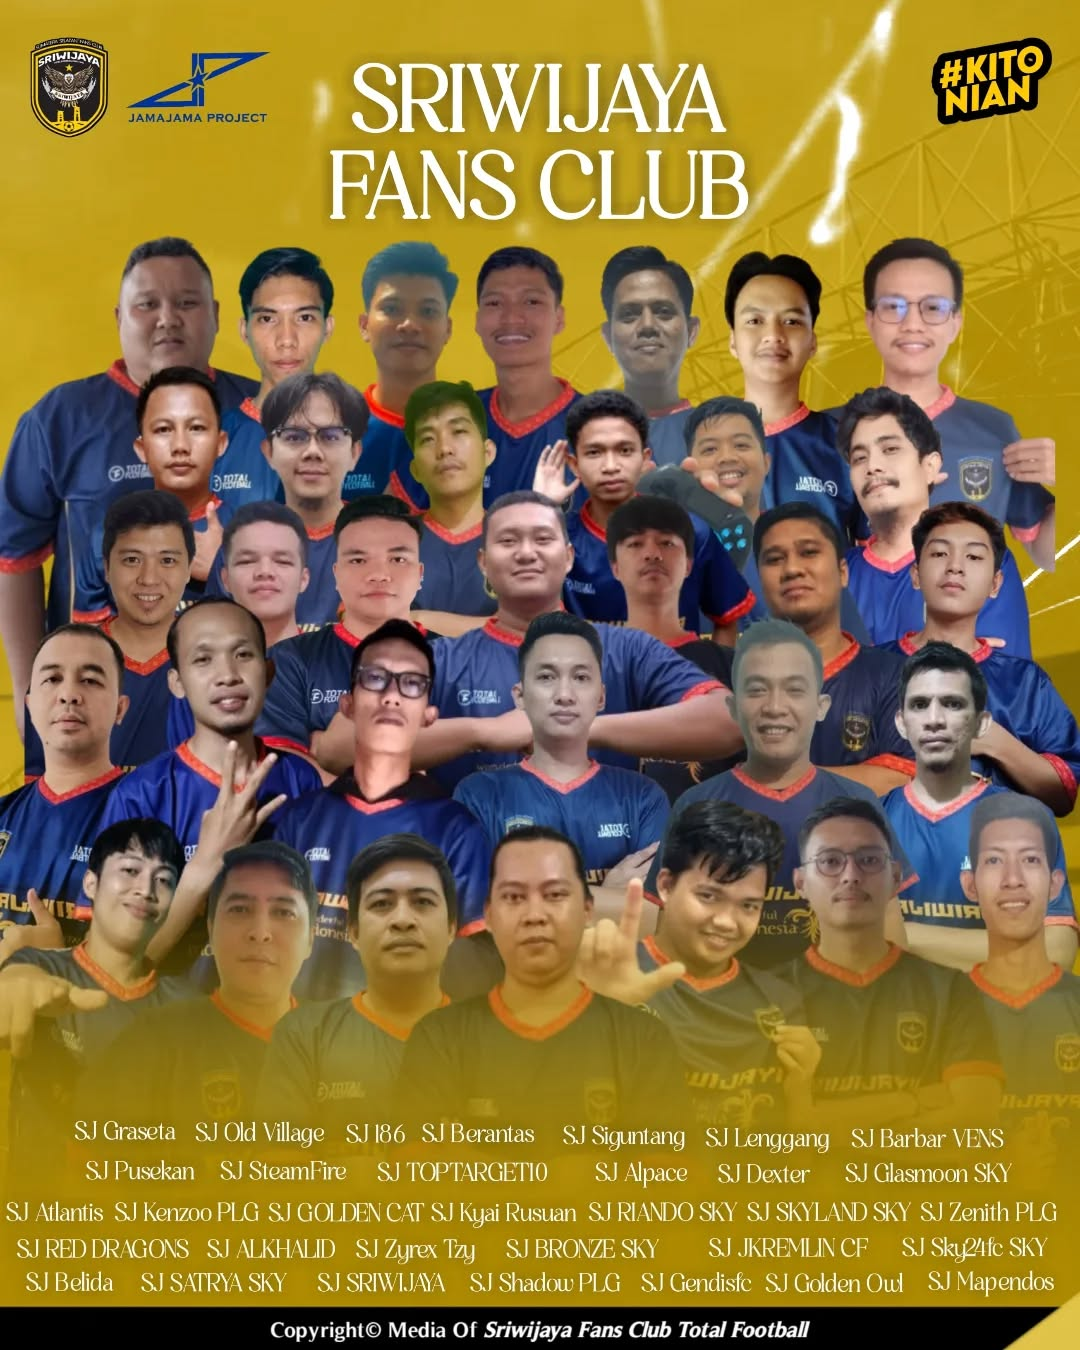 SRIWIJAYA
JAMAJAMA PROJECT
#KITO
NIAN
SRIWIJAYA
FANS CLUB
TOTAL
FOOTBALL
SJ Graseta SJ Old Village SJ 186 SJ Berantas SJ Siguntang SJ Lenggang SJ Barbar VENS
SJ Pusekan SJ SteamFire SJ TOPTARGET10 SJ Alpace SJ Dexter SJ Glasmoon SKY
SJ Atlantis SJ Kenzoo PLG SJ GOLDEN CAT SJ Kyai Rusuan SJ RIANDO SKY SJ SKYLAND SKY SJ Zenith PLG
SJ RED DRAGONS SJ ALKHALID SJ Zyrex Tzy SJ BRONZE SKY SJ JKREMLIN CF SJ Sky24fc SKY
SJ Belida SJ SATRYA SKY SJ SRIWIJAYA SJ Shadow PLG SJ Gendisfc SJ Golden Owl SJ Mapendos
Copyright© Media Of Sriwijaya Fans Club Total Football